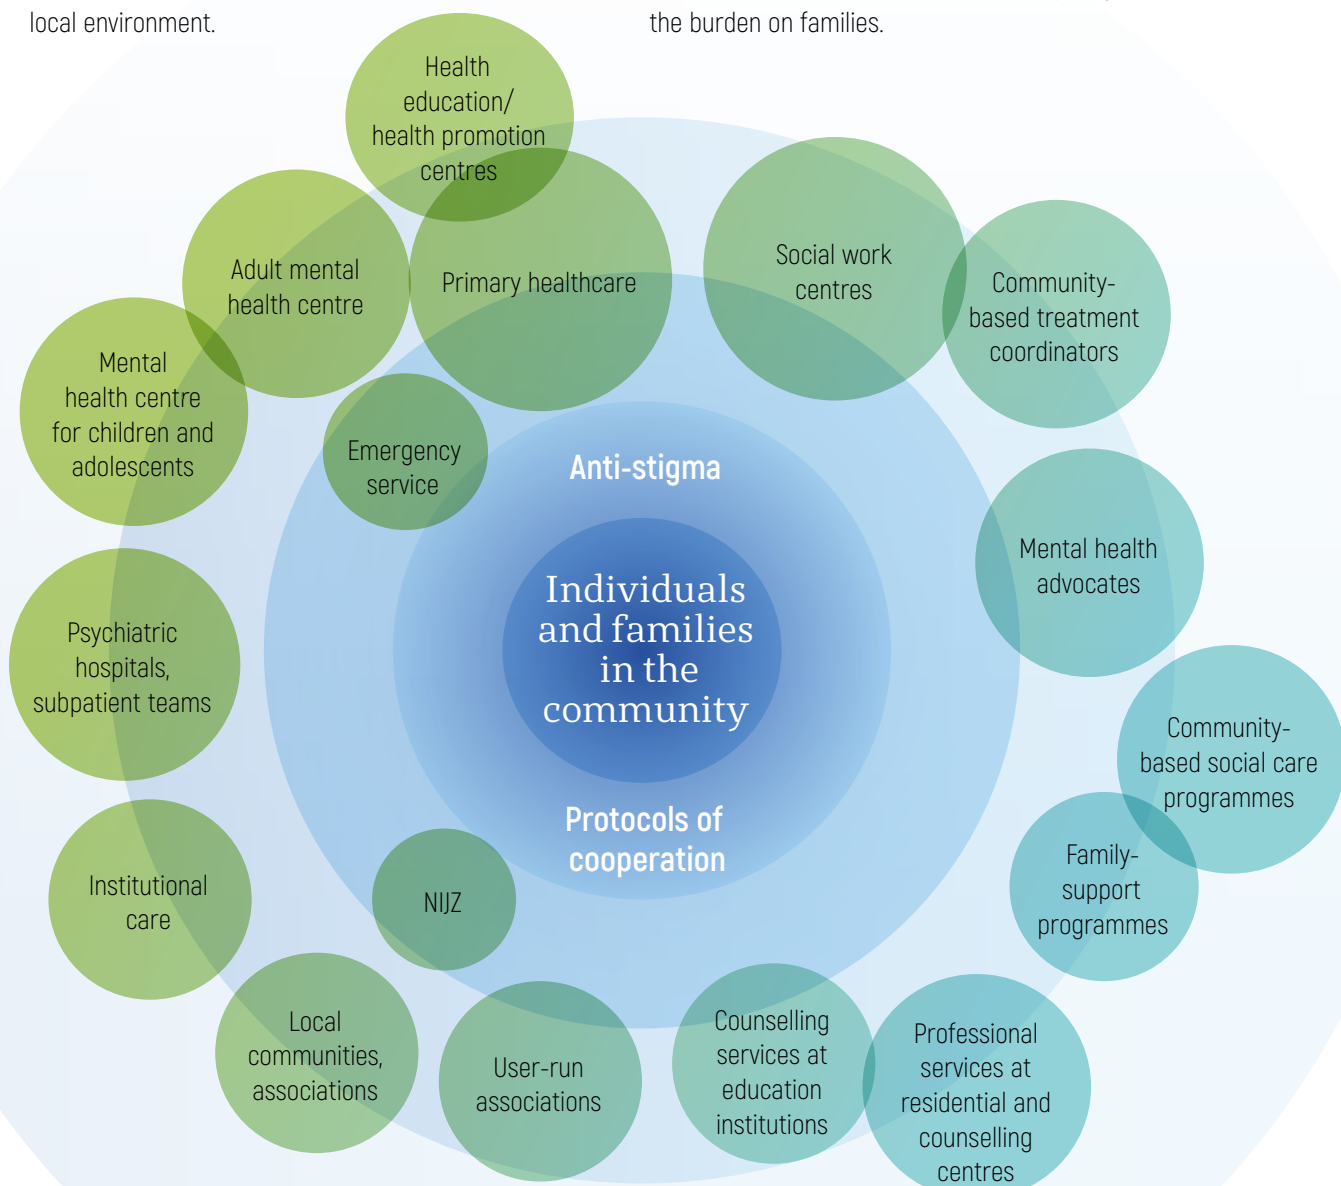 local environment.
the burden on families.
Health
education/
health promotion
centres
Adult mental
health centre
Primary healthcare
Social work
centres
Community-
based treatment
coordinators
Mental
health centre
for children and
adolescents
Emergency
service
Anti-stigma
Mental health
advocates
Individuals
and families
in the
community
Psychiatric
hospitals,
subpatient teams
Community-
based social care
programmes
Protocols of
cooperation
Family-
support
programmes
Institutional
care
NIJZ
Local
communities,
associations
User-run
associations
Counselling
services at
education
institutions
Professional
services at
residential and
counselling
centres